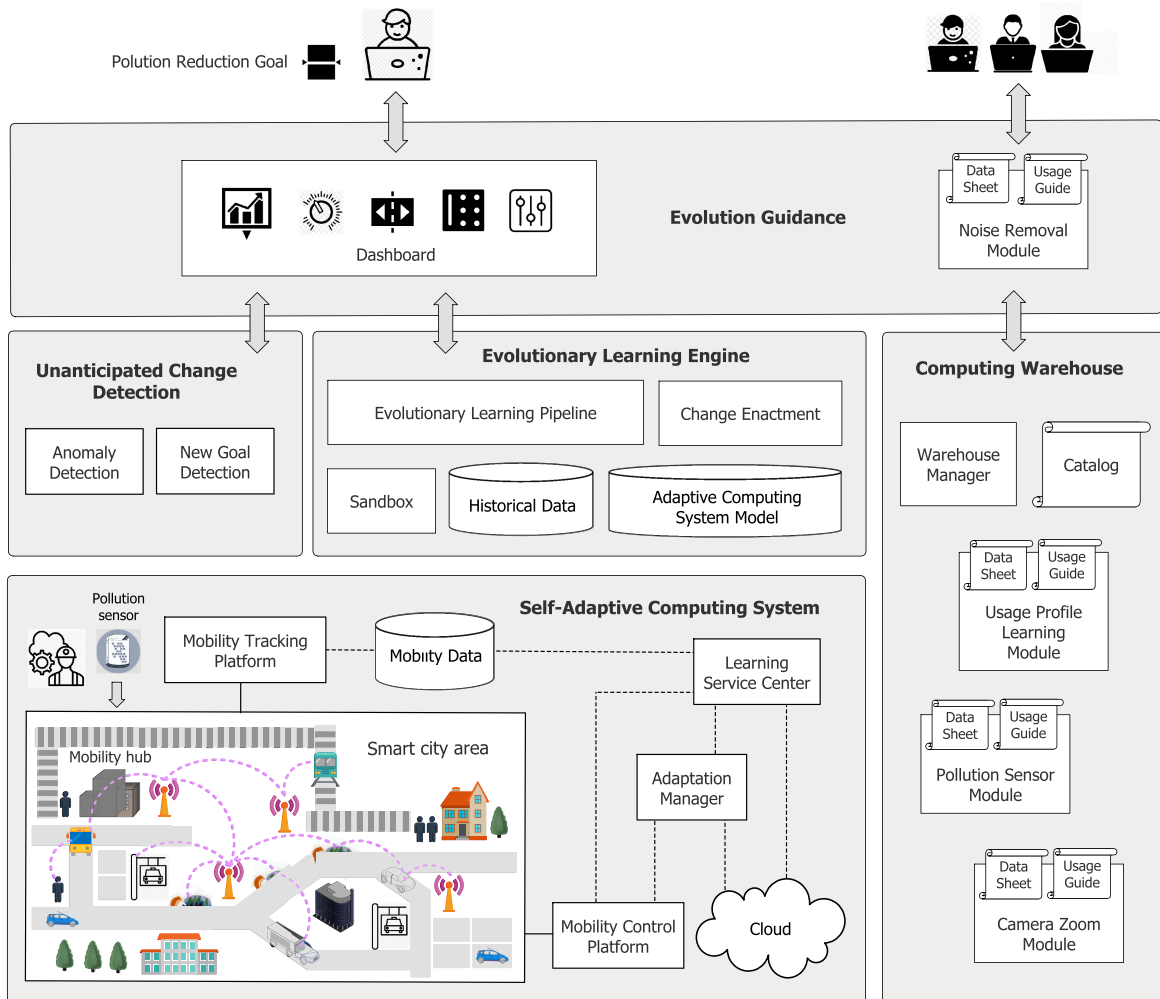 Polution Reduction Goal
Dashboard
Evolution Guidance
Data
Sheet
Usage
Guide
Noise Removal
Module
Unanticipated Change
Detection
Anomaly
Detection
New Goal
Detection
Evolutionary Learning Engine
Evolutionary Learning Pipeline
Change Enactment
Sandbox
Historical Data
Adaptive Computing
System Model
Computing Warehouse
Warehouse
Manager
Catalog
Data
Sheet
Usage
Guide
Usage Profile
Learning
Module
Data
Sheet
Usage
Guide
Pollution Sensor
Module
Data
Sheet
Usage
Guide
Camera Zoom
Module
Self-Adaptive Computing System
Pollution
sensor
Mobility Tracking
Platform
Mobility Data
Learning
Service Center
Smart city area
Mobility hub
Adaptation
Manager
Mobility Control
Platform
Cloud